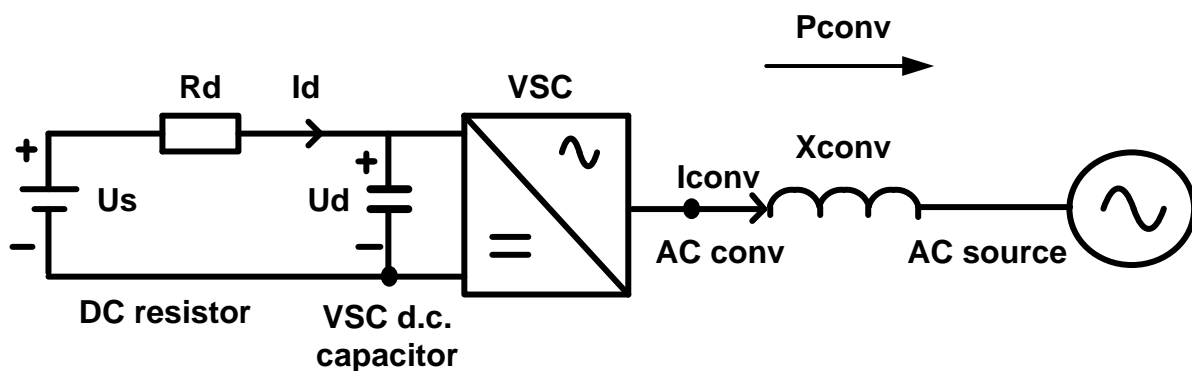 Pconv
Rd
Id
VSC
Xconv
+
+
Us
Ud
Iconv
−
−
AC conv
AC source
DC resistor
VSC d.c.
capacitor